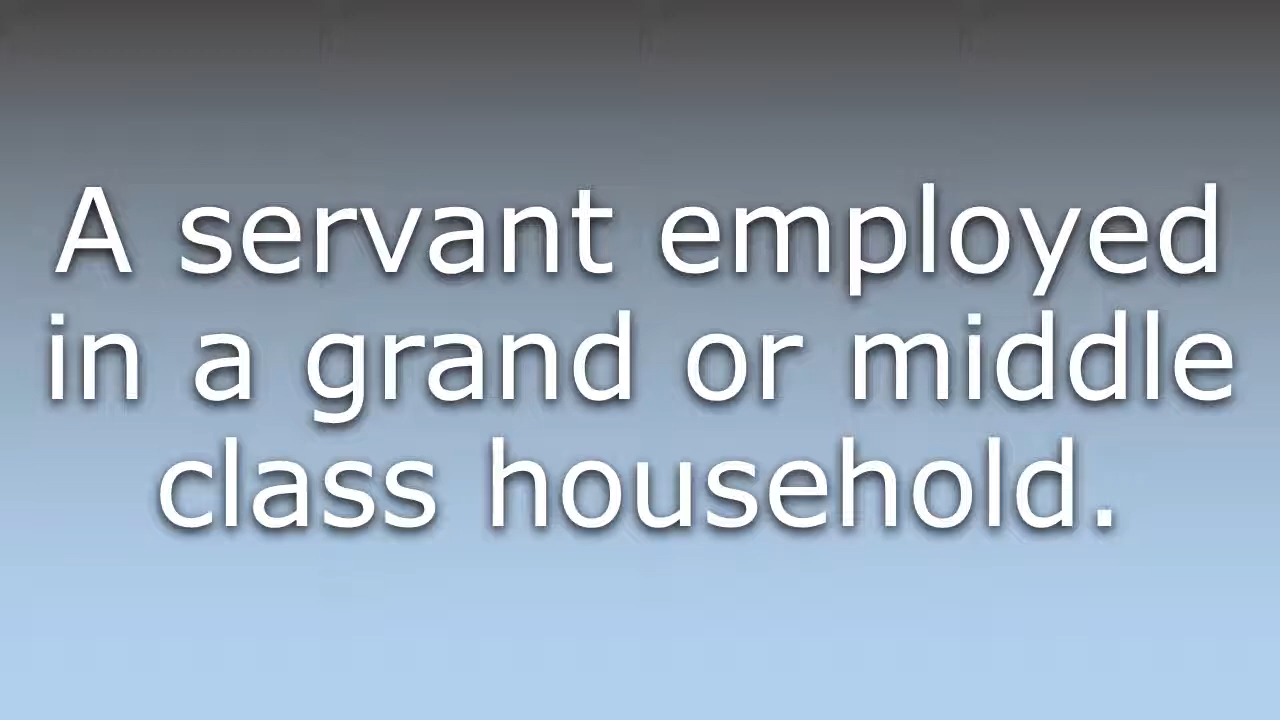 A servant employed
in a grand or middle
class household.